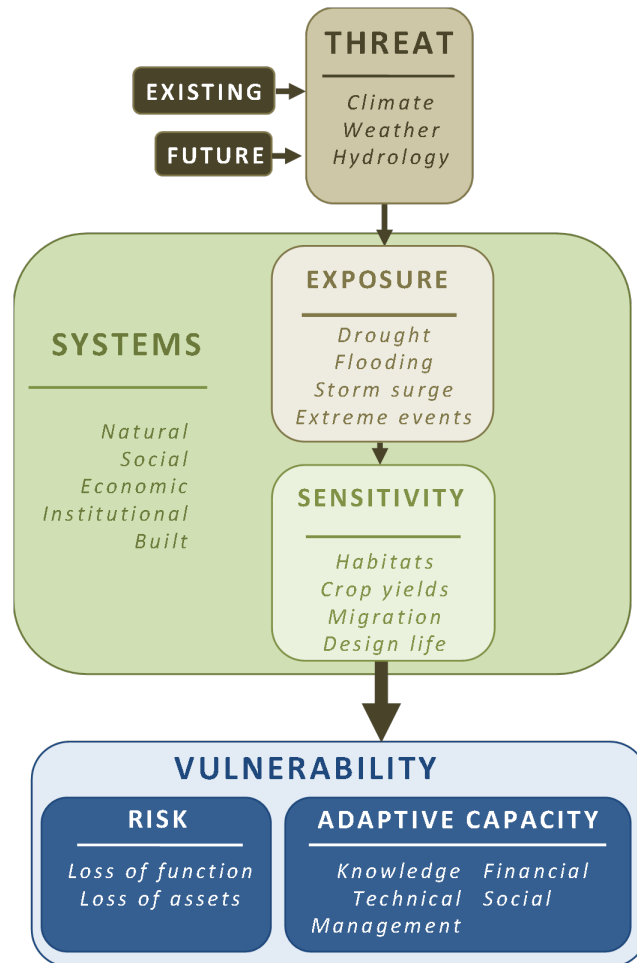 THREAT
EXISTING
Climate
Weather
FUTURE
Hydrology
EXPOSURE
SYSTEMS
Drought
Flooding
Storm surge
Extreme events
Natural
Social
Economic
Institutional
Built
SENSITIVITY
Habitats
Crop yields
Migration
Design life
VULNERABILITY
RISK
Loss of function
Loss of assets
ADAPTIVE CAPACITY
Knowledge Financial
Technical Social
Management